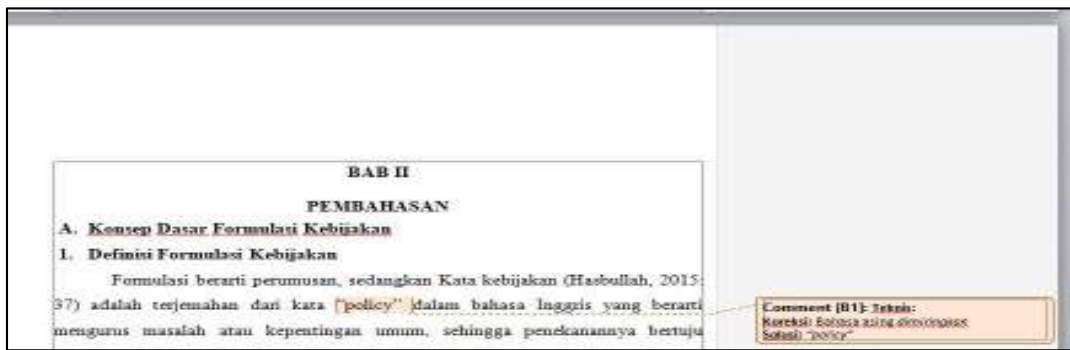 BAB II
PEMBAHASAN
A. Konsep Dasar Formulasi Kebijakan
1. Definisi Formulasi Kebijakan
Formulasi berarti perumusan, sedangkan Kata kebijakan (Hasbullah, 2015:
37) adalah terjemahan dari kata "policy" dalam bahasa Inggris yang berarti
mengurus masalah atau kepentingan umum, sehingga penekanannya bertuju
Comment [B1]: Teknis:
Koreksi: Bahasa asing dimiringkan
Solusi: "policy"